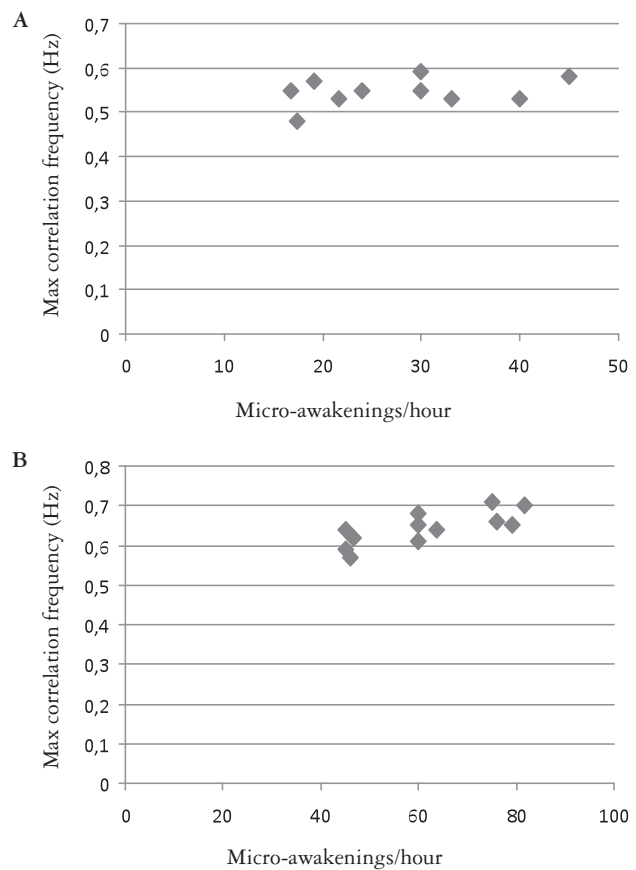 A
Max correlation frequency (Hz)
0,7
0,6
0,5
0,4
0,3
0,2
0,1
0
0 10 20 30 40 50
Micro-awakenings/hour
B
Max correlation frequency (Hz)
0,8
0,7
0,6
0,5
0,4
0,3
0,2
0,1
0
0 20 40 60 80 100
Micro-awakenings/hour